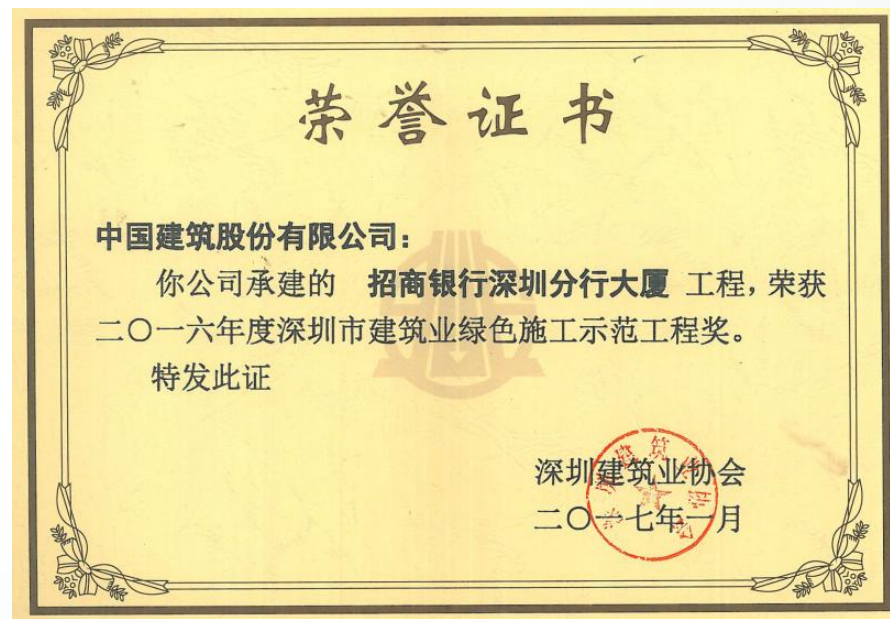 荣誉证书
中国建筑股份有限公司:
你公司承建的 招商银行深圳分行大厦 工程,荣获
二〇一六年度深圳市建筑业绿色施工示范工程奖。
特发此证
深圳建筑业协会
二〇一七年一月